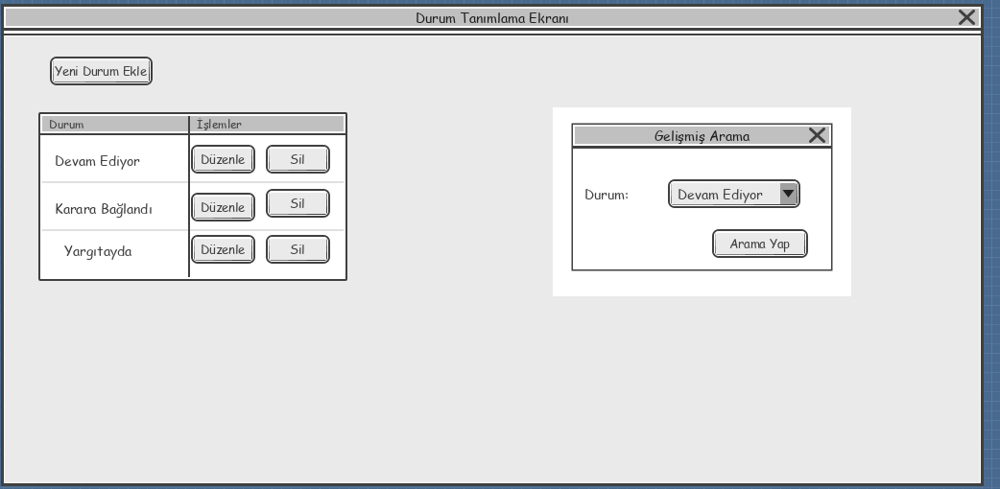 Durum Tanımlama Ekranı
Yeni Durum Ekle
Durum İşlemler
Devam Ediyor Düzenle Sil
Karara Bağlandı Düzenle Sil
Yargıtayda Düzenle Sil
Gelişmiş Arama
Durum: Devam Ediyor
Arama Yap